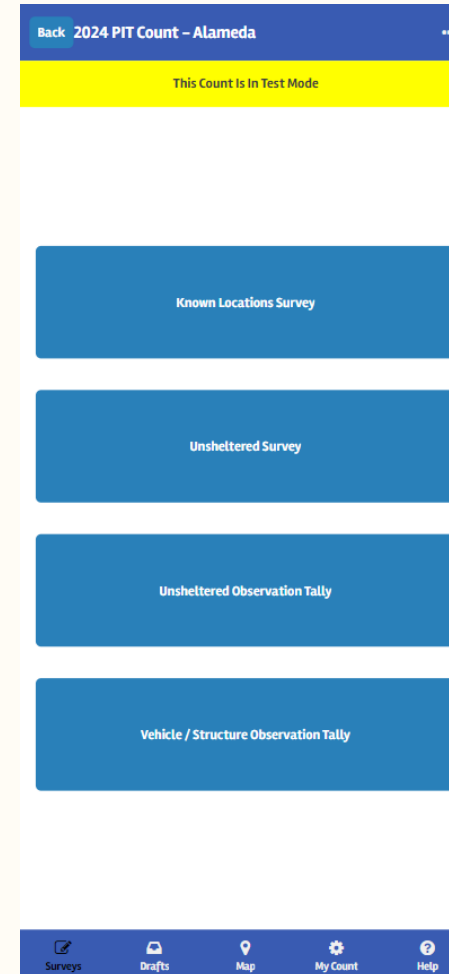 Back 2024 PIT Count – Alameda
This Count Is In Test Mode
Known Locations Survey
Unsheltered Survey
Unsheltered Observation Tally
Vehicle / Structure Observation Tally
Surveys Drafts Map My Count Help